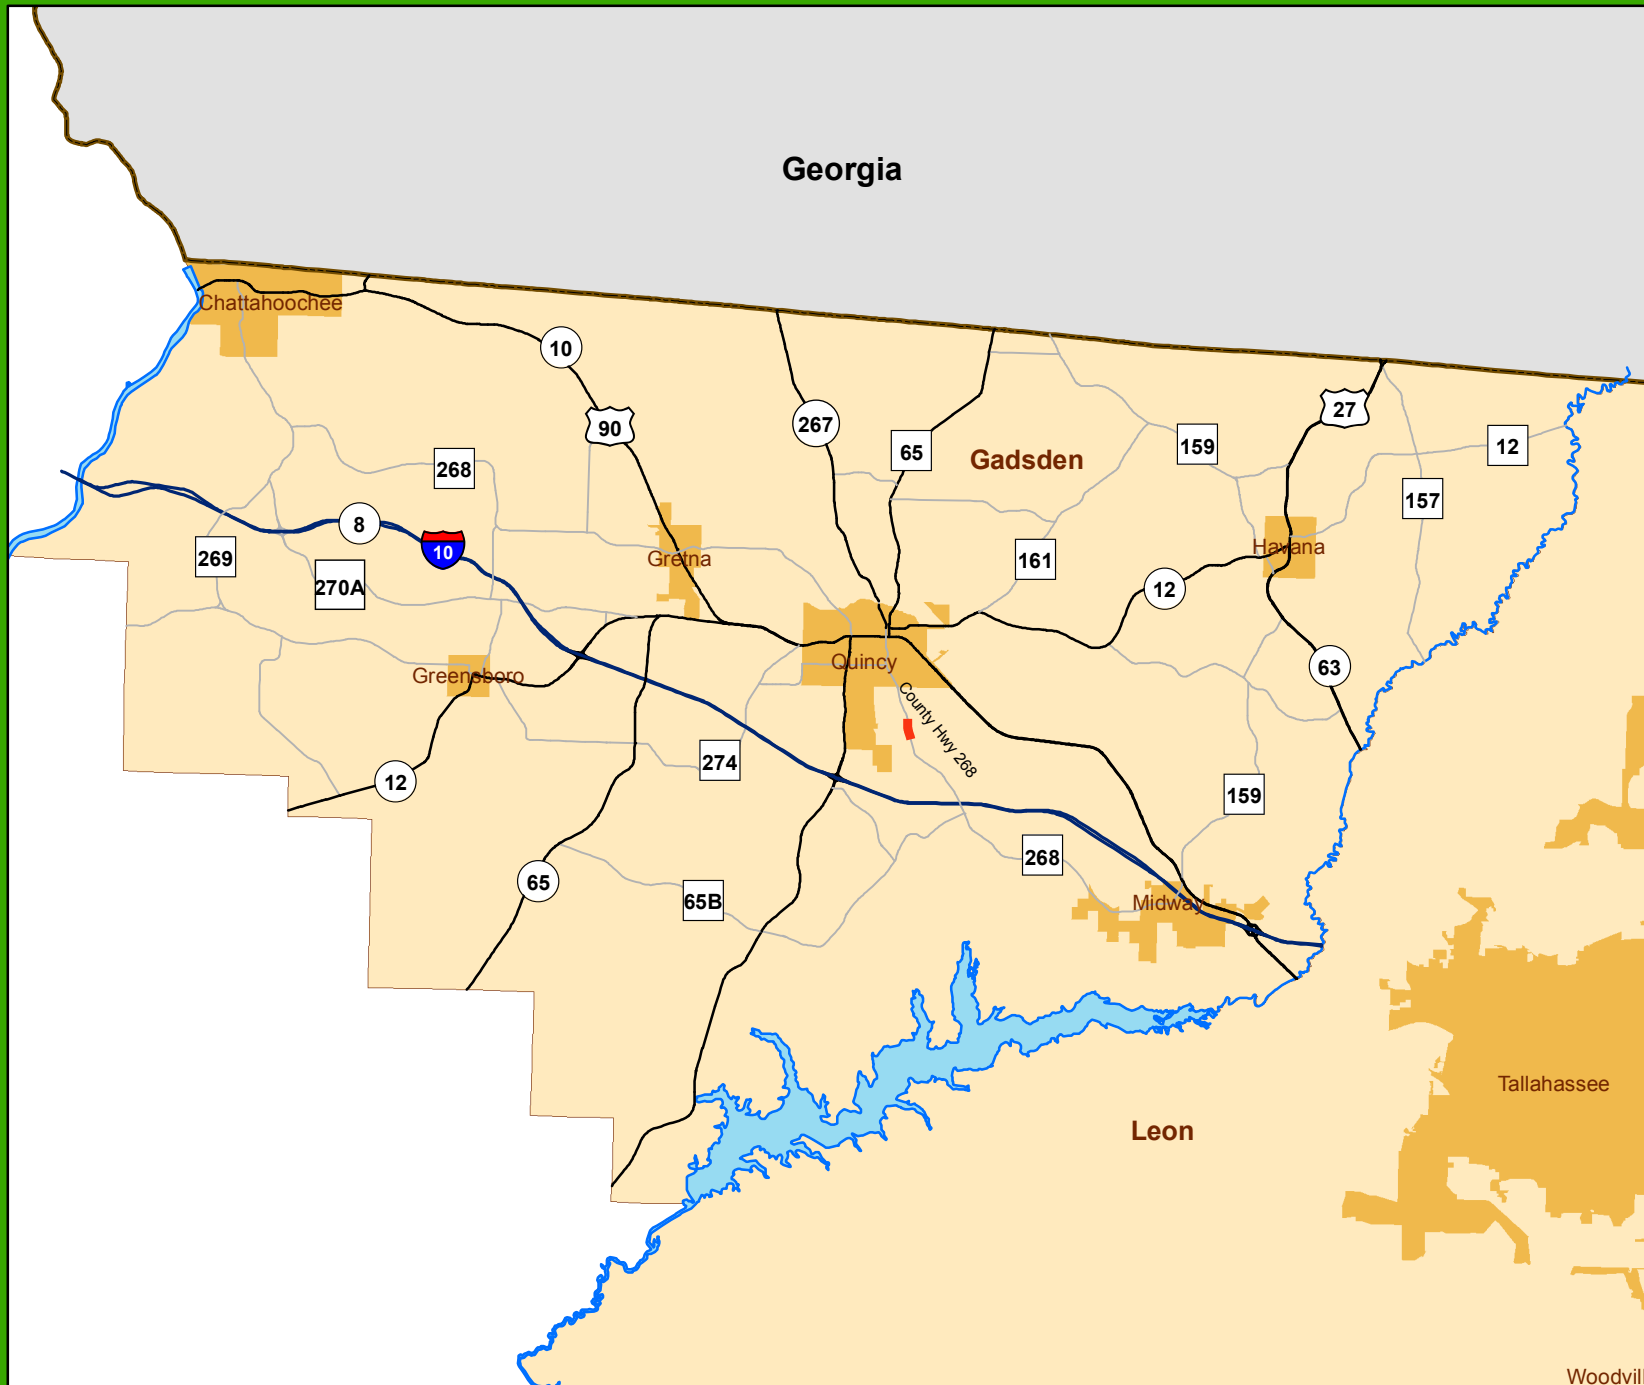 Georgia
Chattahoochee
10
90
267
65
Gadsden
159
27
12
268
157
8
10
269
270A
Gretna
161
Havana
12
Quincy
63
Greensboro
County Hwy 268
274
12
159
268
65
65B
Midway
Tallahassee
Leon
Woodvil